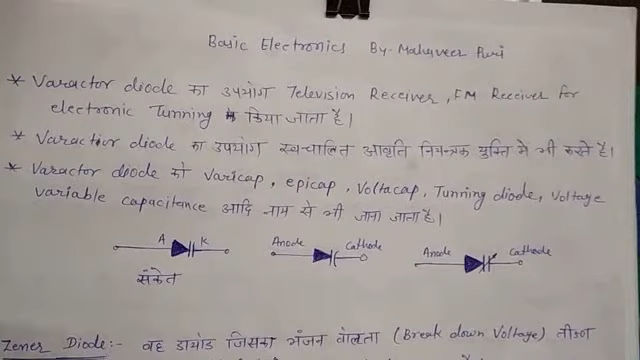 Basic Electronics By- Mahaveer Puri
* Varactor diode का उपयोग Television Receiver, FM Receiver for
electronic Tunning किया जाता है।
* Varactior diode का उपयोग स्वचालित आवृति नियन्त्रक युक्ति मे भी करते है।
* Varactor diode को Varicap, epicap, Voltacap, Tunning diode, Voltage
variable capacitance आदि नाम से भी जाना जाता है।
A K Anode Cathode Anode Cathode
संकेत
Zener Diode:- वह डायोड जिसका भंजन वोल्टता (Break down Voltage) तीक्ष्ण